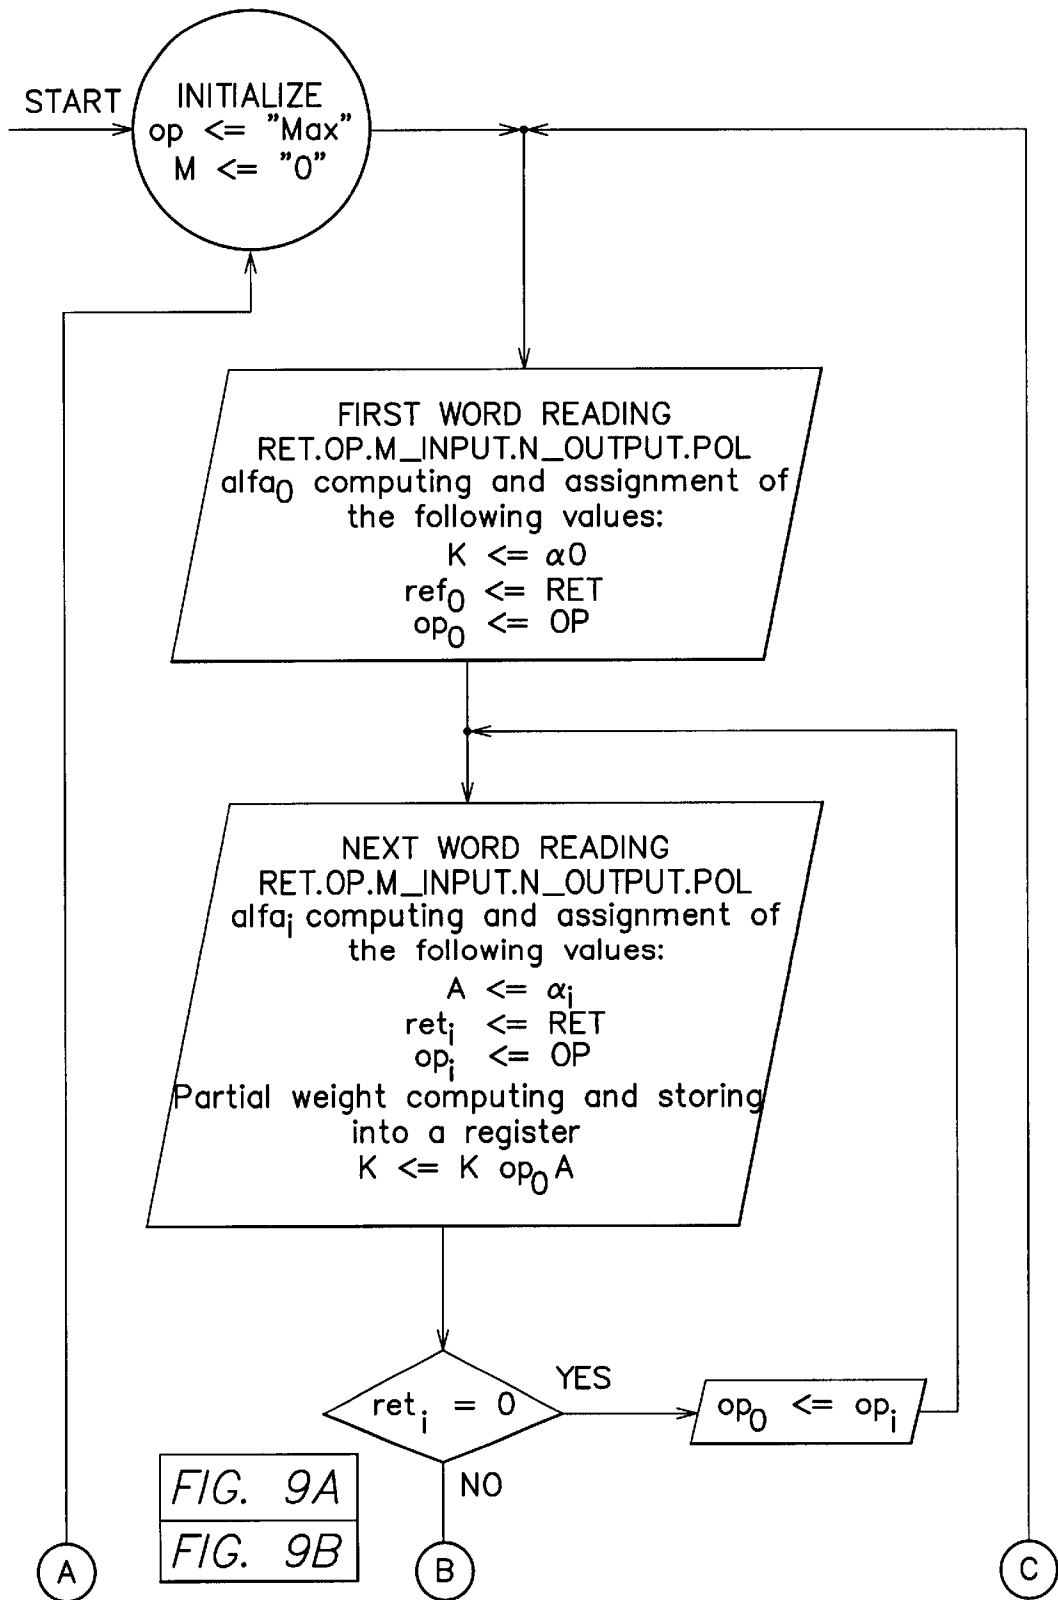 START
INITIALIZE
op <= "Max"
M <= "0"
FIRST WORD READING
RET.OP.M_INPUT.N_OUTPUT.POL
alfa0 computing and assignment of
the following values:
K <= α0
ref0 <= RET
op0 <= OP
NEXT WORD READING
RET.OP.M_INPUT.N_OUTPUT.POL
alfai computing and assignment of
the following values:
A <= αi
reti <= RET
opi <= OP
Partial weight computing and storing
into a register
K <= K op0 A
reti = 0
YES
op0 <= opi
NO
FIG. 9A
FIG. 9B
A
B
C